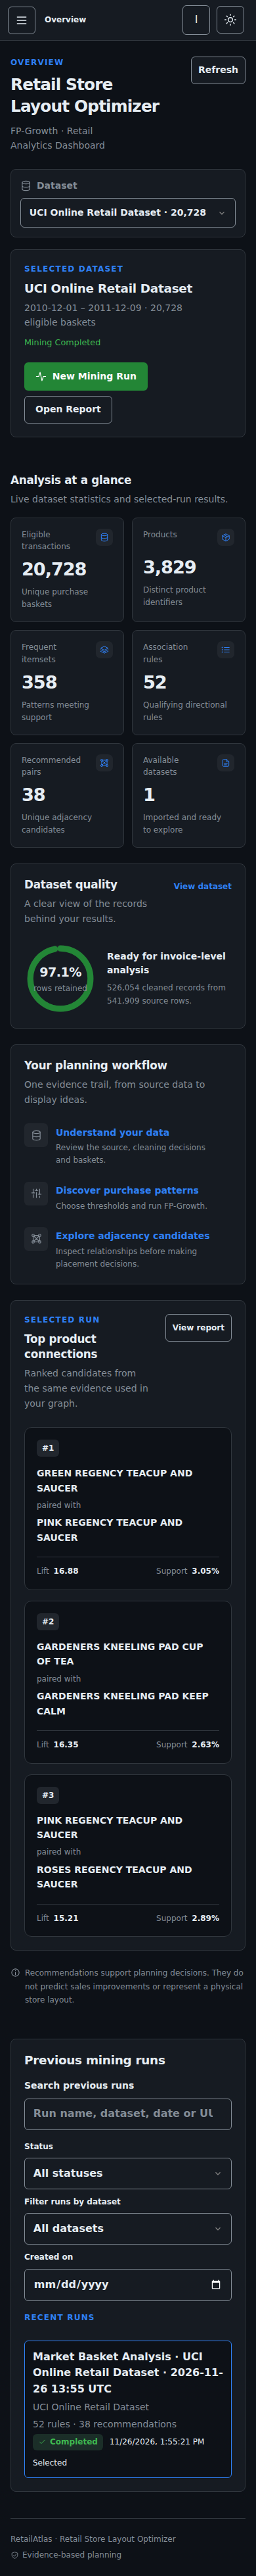 Overview
I
OVERVIEW
Retail Store
Layout Optimizer
Refresh
FP-Growth · Retail
Analytics Dashboard
Dataset
UCI Online Retail Dataset · 20,728
SELECTED DATASET
UCI Online Retail Dataset
2010-12-01 – 2011-12-09 · 20,728
eligible baskets
Mining Completed
New Mining Run
Open Report
Analysis at a glance
Live dataset statistics and selected-run results.
Eligible
transactions
20,728
Unique purchase
baskets
Products
3,829
Distinct product
identifiers
Frequent
itemsets
358
Patterns meeting
support
Association
rules
52
Qualifying directional
rules
Recommended
pairs
38
Unique adjacency
candidates
Available
datasets
1
Imported and ready
to explore
Dataset quality
View dataset
A clear view of the records
behind your results.
97.1%
rows retained
Ready for invoice-level
analysis
526,054 cleaned records from
541,909 source rows.
Your planning workflow
One evidence trail, from source data to
display ideas.
Understand your data
Review the source, cleaning decisions
and baskets.
Discover purchase patterns
Choose thresholds and run FP-Growth.
Explore adjacency candidates
Inspect relationships before making
placement decisions.
SELECTED RUN
Top product
connections
View report
Ranked candidates from
the same evidence used in
your graph.
#1
GREEN REGENCY TEACUP AND
SAUCER
paired with
PINK REGENCY TEACUP AND
SAUCER
Lift 16.88 Support 3.05%
#2
GARDENERS KNEELING PAD CUP
OF TEA
paired with
GARDENERS KNEELING PAD KEEP
CALM
Lift 16.35 Support 2.63%
#3
PINK REGENCY TEACUP AND
SAUCER
paired with
ROSES REGENCY TEACUP AND
SAUCER
Lift 15.21 Support 2.89%
Recommendations support planning decisions. They do
not predict sales improvements or represent a physical
store layout.
Previous mining runs
Search previous runs
Run name, dataset, date or UU
Status
All statuses
Filter runs by dataset
All datasets
Created on
mm/dd/yyyy
RECENT RUNS
Market Basket Analysis · UCI
Online Retail Dataset · 2026-11-
26 13:55 UTC
UCI Online Retail Dataset
52 rules · 38 recommendations
Completed 11/26/2026, 1:55:21 PM
Selected
RetailAtlas · Retail Store Layout Optimizer
Evidence-based planning